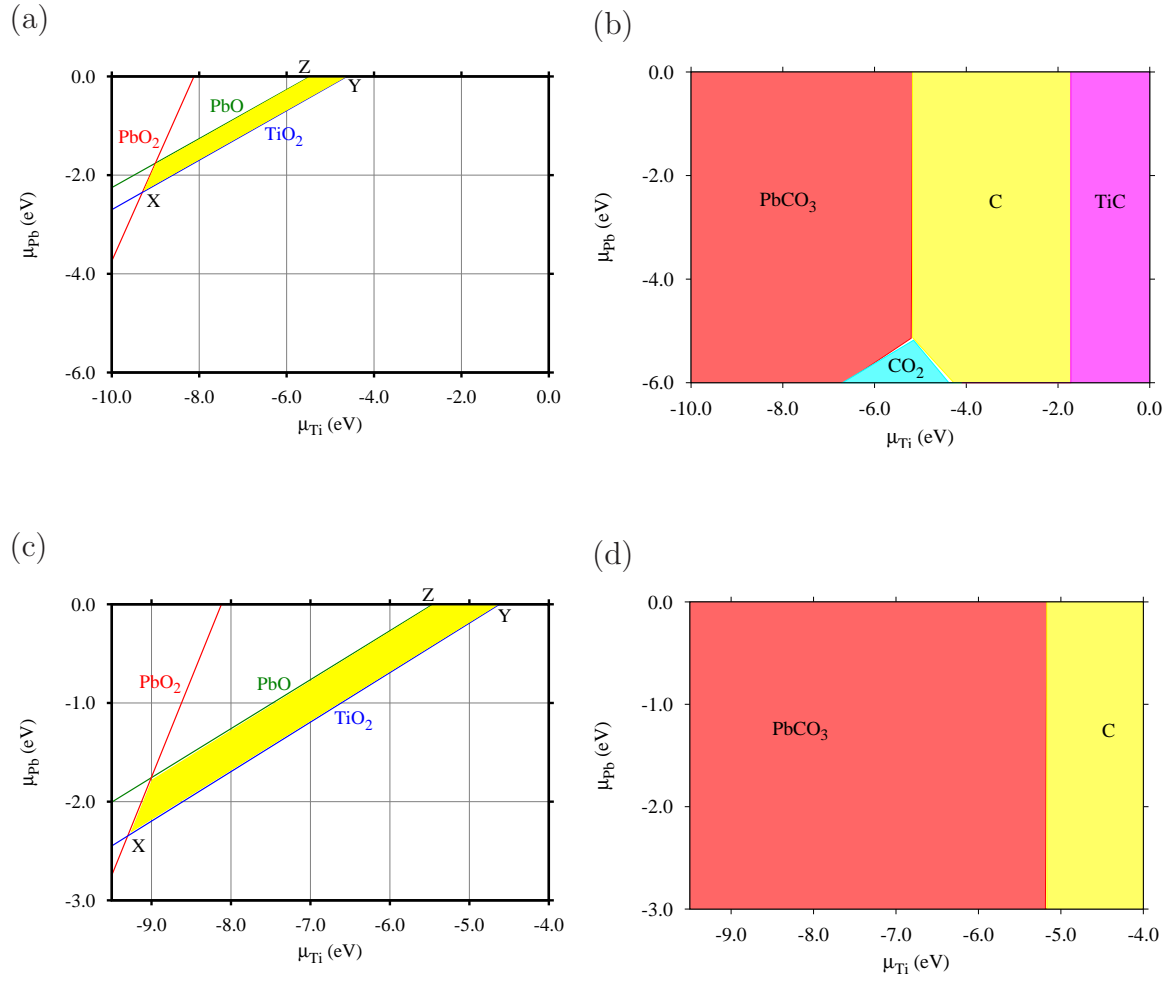 (a)
Z
0.0
Y
PbO
PbO2
TiO2
-2.0
X
μPb (eV)
-4.0
-6.0
-10.0 -8.0 -6.0 -4.0 -2.0 0.0
μTi (eV)
(b)
0.0
-2.0
PbCO3 C TiC
μPb (eV)
-4.0
CO2
-6.0
-10.0 -8.0 -6.0 -4.0 -2.0 0.0
μTi (eV)
(c)
Z
0.0
Y
PbO2 PbO
-1.0
TiO2
μPb (eV)
-2.0
X
-3.0
-9.0 -8.0 -7.0 -6.0 -5.0 -4.0
μTi (eV)
(d)
0.0
-1.0
PbCO3 C
μPb (eV)
-2.0
-3.0
-9.0 -8.0 -7.0 -6.0 -5.0 -4.0
μTi (eV)